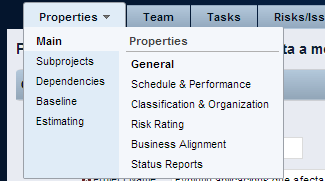 Properties Team Tasks Risks/Iss
Main
Subprojects
Dependencies
Baseline
Estimating
Properties
General
Schedule & Performance
Classification & Organization
Risk Rating
Business Alignment
Status Reports